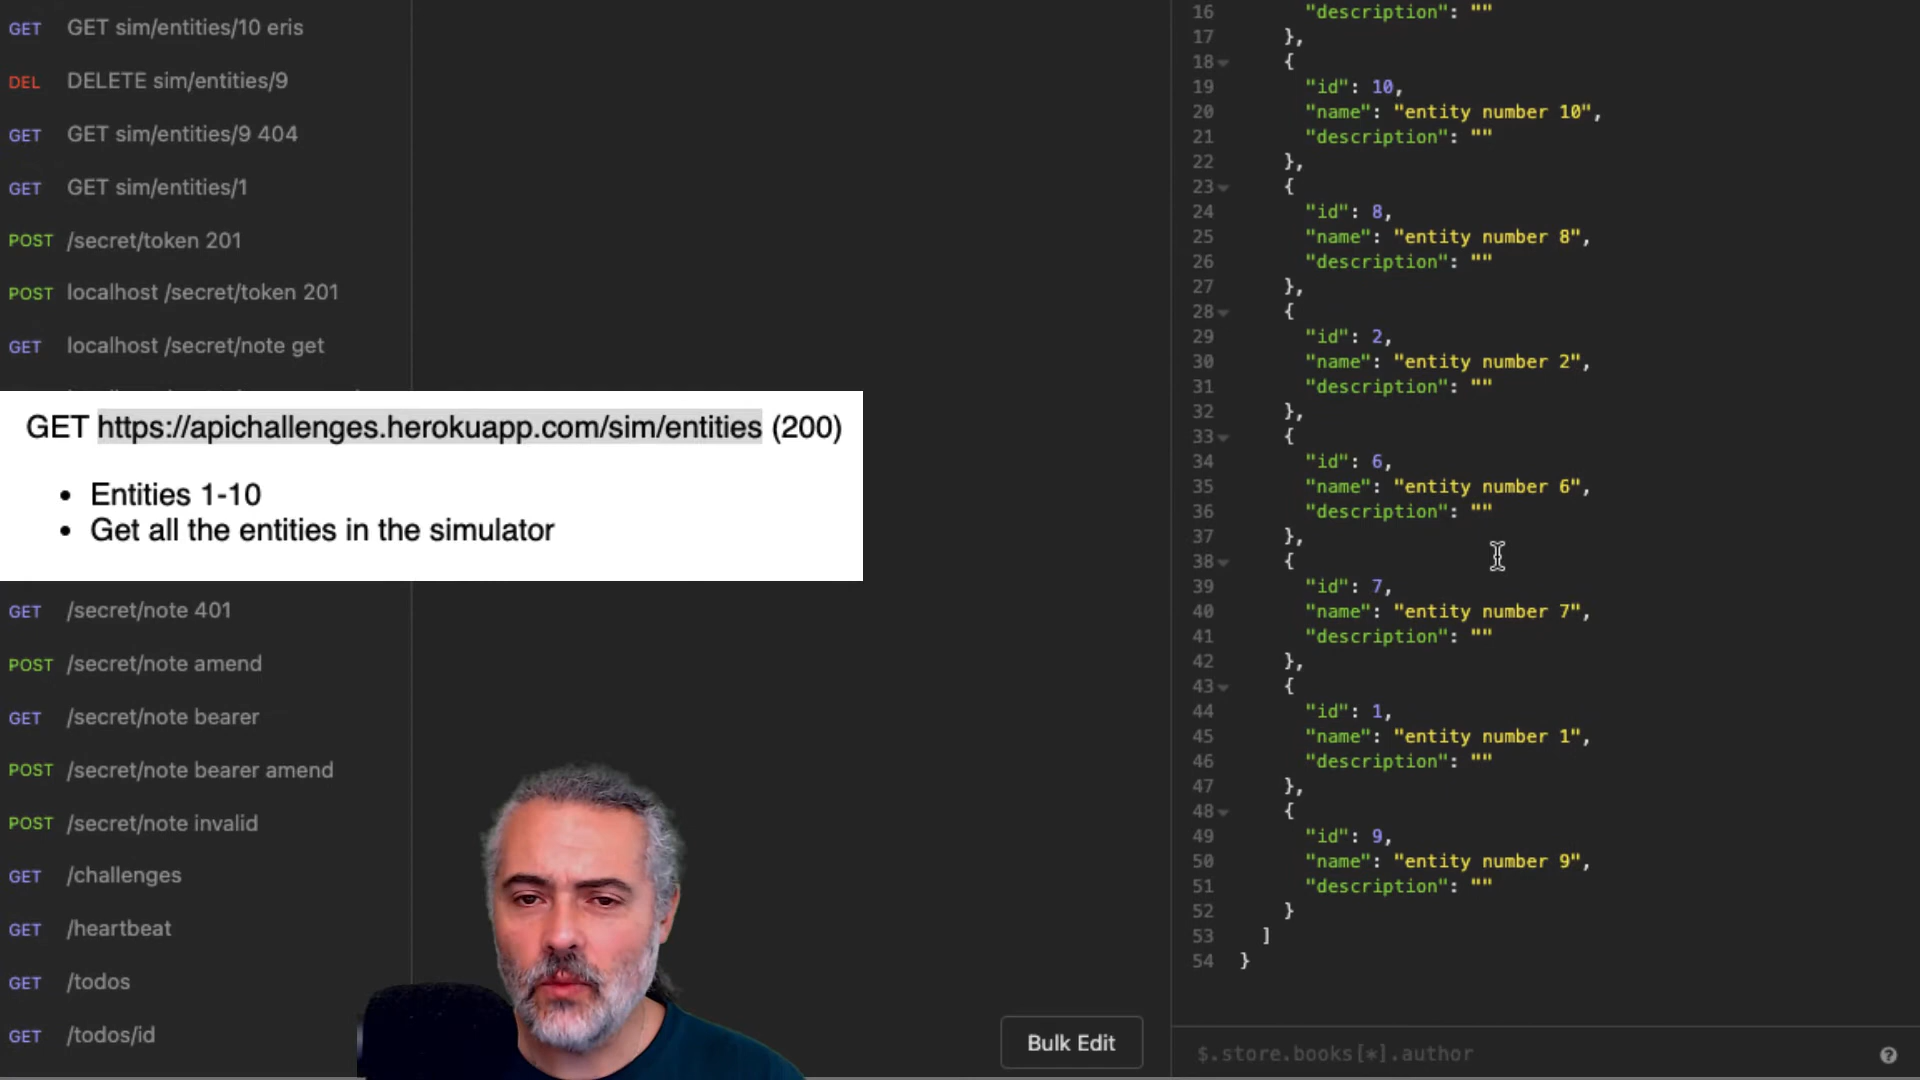 GET GET sim/entities/10 eris
DEL DELETE sim/entities/9
GET GET sim/entities/9 404
GET GET sim/entities/1
POST /secret/token 201
POST localhost /secret/token 201
GET localhost /secret/note get
GET https://apichallenges.herokuapp.com/sim/entities (200)
• Entities 1-10
• Get all the entities in the simulator
GET /secret/note 401
POST /secret/note amend
GET /secret/note bearer
POST /secret/note bearer amend
POST /secret/note invalid
GET /challenges
GET /heartbeat
GET /todos
GET /todos/id
Bulk Edit
16 "description": ""
17 },
18 {
19 "id": 10,
20 "name": "entity number 10",
21 "description": ""
22 },
23 {
24 "id": 8,
25 "name": "entity number 8",
26 "description": ""
27 },
28 {
29 "id": 2,
30 "name": "entity number 2",
31 "description": ""
32 },
33 {
34 "id": 6,
35 "name": "entity number 6",
36 "description": ""
37 },
38 {
39 "id": 7,
40 "name": "entity number 7",
41 "description": ""
42 },
43 {
44 "id": 1,
45 "name": "entity number 1",
46 "description": ""
47 },
48 {
49 "id": 9,
50 "name": "entity number 9",
51 "description": ""
52 }
53 ]
54 }
$.store.books[*].author
?